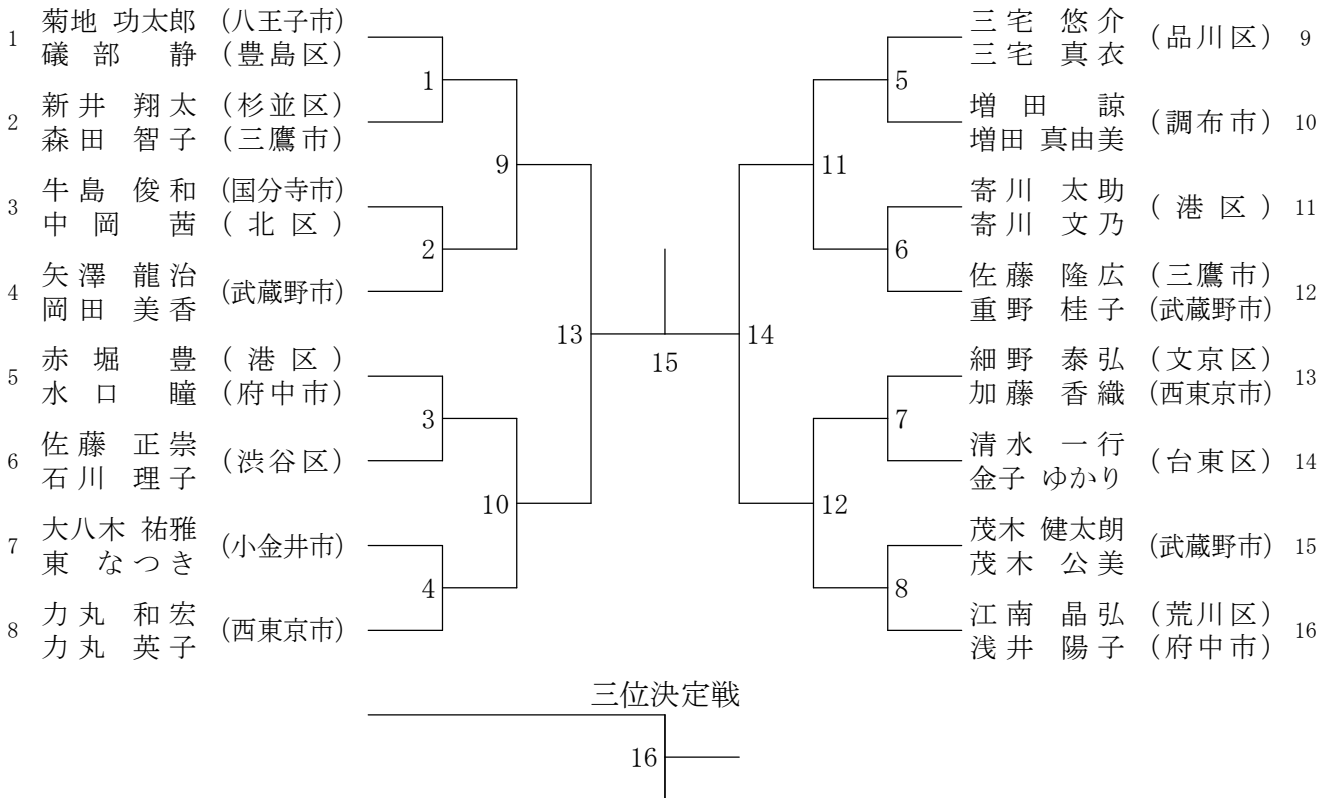 1 菊地 功太郎 (八王子市)
礒部 静 (豊島区)
1
2 新井 翔太 (杉並区)
森田 智子 (三鷹市)
9
3 牛島 俊和 (国分寺市)
中岡 茜 (北区)
2
4 矢澤 龍治 (武蔵野市)
岡田 美香
13
5 赤堀 豊 (港区)
水口 瞳 (府中市)
3
6 佐藤 正崇 (渋谷区)
石川 理子
10
7 大八木 祐雅 (小金井市)
東 なつき
4
8 力丸 和宏 (西東京市)
力丸 英子
15
三宅 悠介 (品川区) 9
三宅 真衣
5
増田 諒 (調布市) 10
増田 真由美
11
寄川 太助 (港区) 11
寄川 文乃
6
佐藤 隆広 (三鷹市) 12
重野 桂子 (武蔵野市)
14
細野 泰弘 (文京区) 13
加藤 香織 (西東京市)
7
清水 一行 (台東区) 14
金子 ゆかり
12
茂木 健太朗 (武蔵野市) 15
茂木 公美
8
江南 晶弘 (荒川区) 16
浅井 陽子 (府中市)
三位決定戦
16